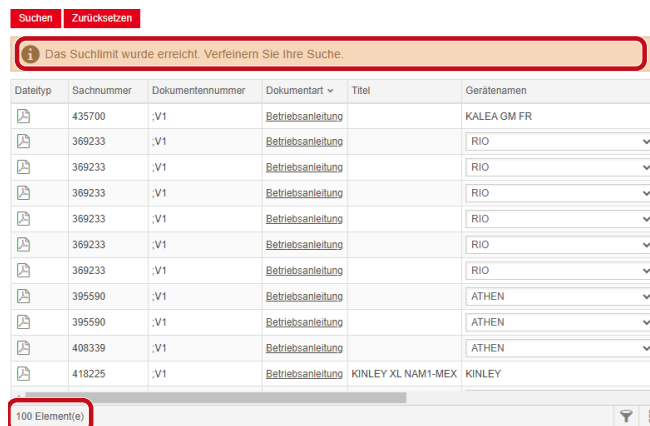 Suchen Zurücksetzen
Das Suchlimit wurde erreicht. Verfeinern Sie Ihre Suche.
Dateityp Sachnummer Dokumentennummer Dokumentart Titel Gerätenamen
435700 ;V1 Betriebsanleitung KALEA GM FR
369233 ;V1 Betriebsanleitung RIO
369233 ;V1 Betriebsanleitung RIO
369233 ;V1 Betriebsanleitung RIO
369233 ;V1 Betriebsanleitung RIO
369233 ;V1 Betriebsanleitung RIO
369233 ;V1 Betriebsanleitung RIO
395590 ;V1 Betriebsanleitung ATHEN
395590 ;V1 Betriebsanleitung ATHEN
408339 ;V1 Betriebsanleitung ATHEN
418225 ;V1 Betriebsanleitung KINLEY XL NAM1-MEX KINLEY
100 Element(e)